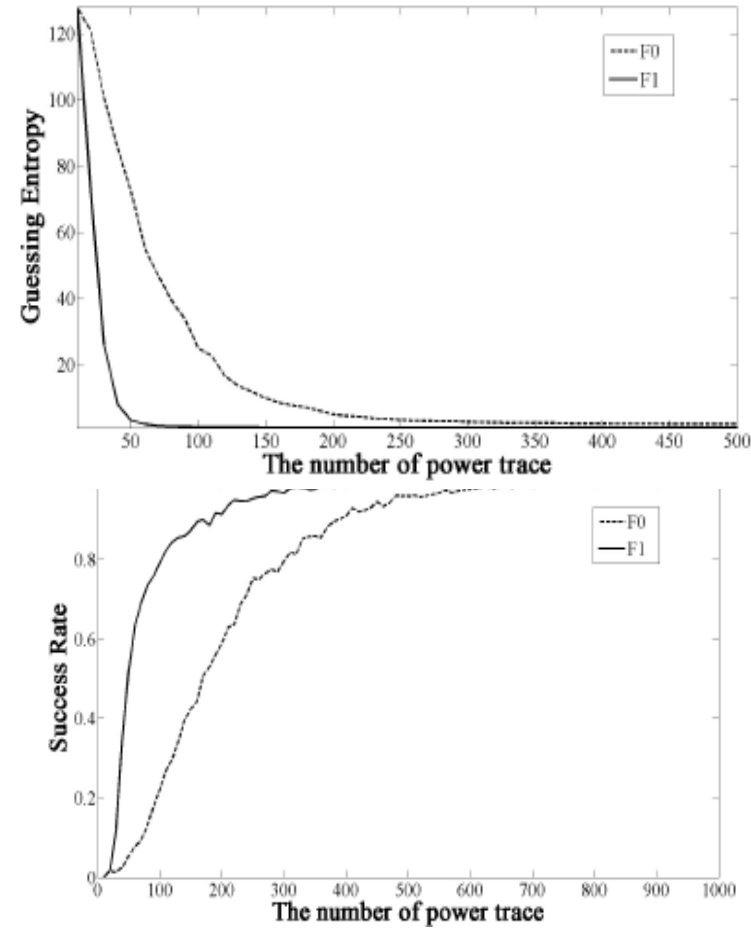 120
100
80
60
40
20
Guessing Entropy
F0
F1
50 100 150 200 250 300 350 400 450 500
The number of power trace
0.8
0.6
0.4
0.2
0
Success Rate
F0
F1
0 100 200 300 400 500 600 700 800 900 1000
The number of power trace